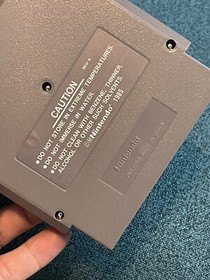 CAUTION
REV-A
•DO NOT STORE IN EXTREME TEMPERATURES.
•DO NOT IMMERSE IN WATER.
•DO NOT CLEAN WITH BENZENE, THINNER,
ALCOHOL OR OTHER SUCH SOLVENTS.
©Nintendo 1985
Nintendo